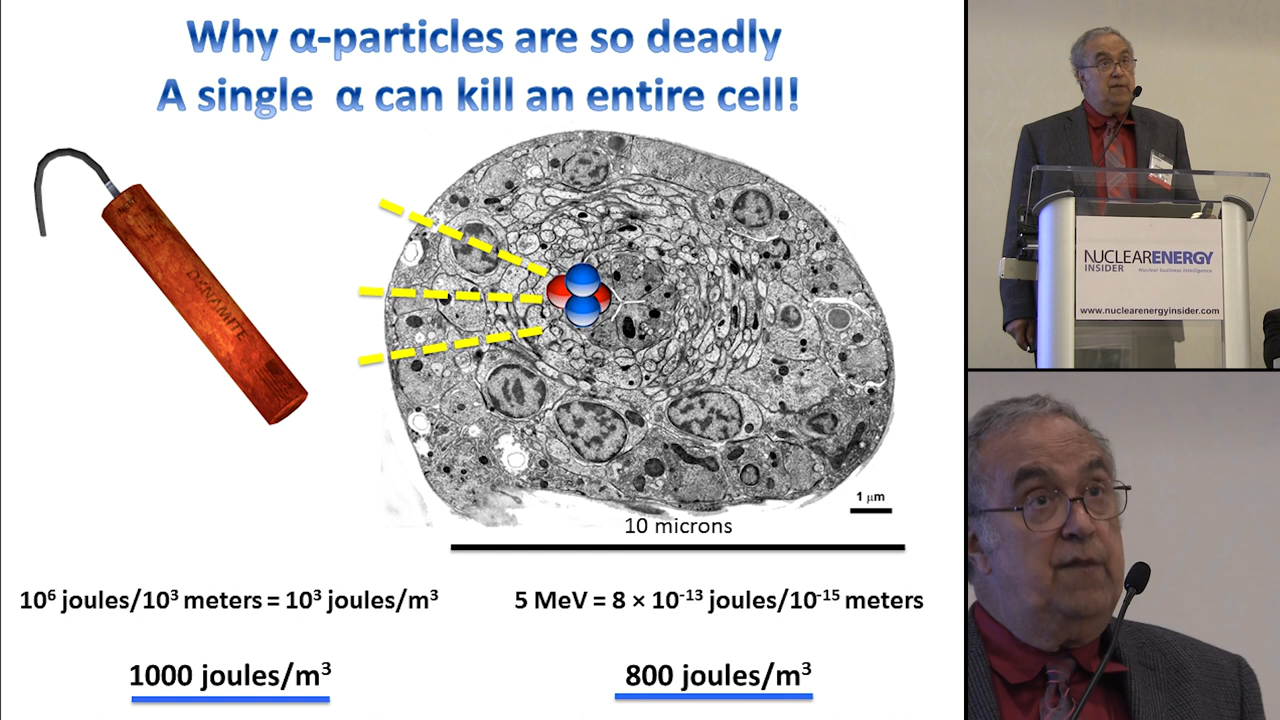 Why α-particles are so deadly
A single α can kill an entire cell!
DYNAMITE
1 μm
10 microns
10⁶ joules/10³ meters = 10³ joules/m³
5 MeV = 8 × 10⁻¹³ joules/10⁻¹⁵ meters
1000 joules/m³
800 joules/m³
NUCLEARENERGY
INSIDER Nuclear business intelligence
www.nuclearenergyinsider.com